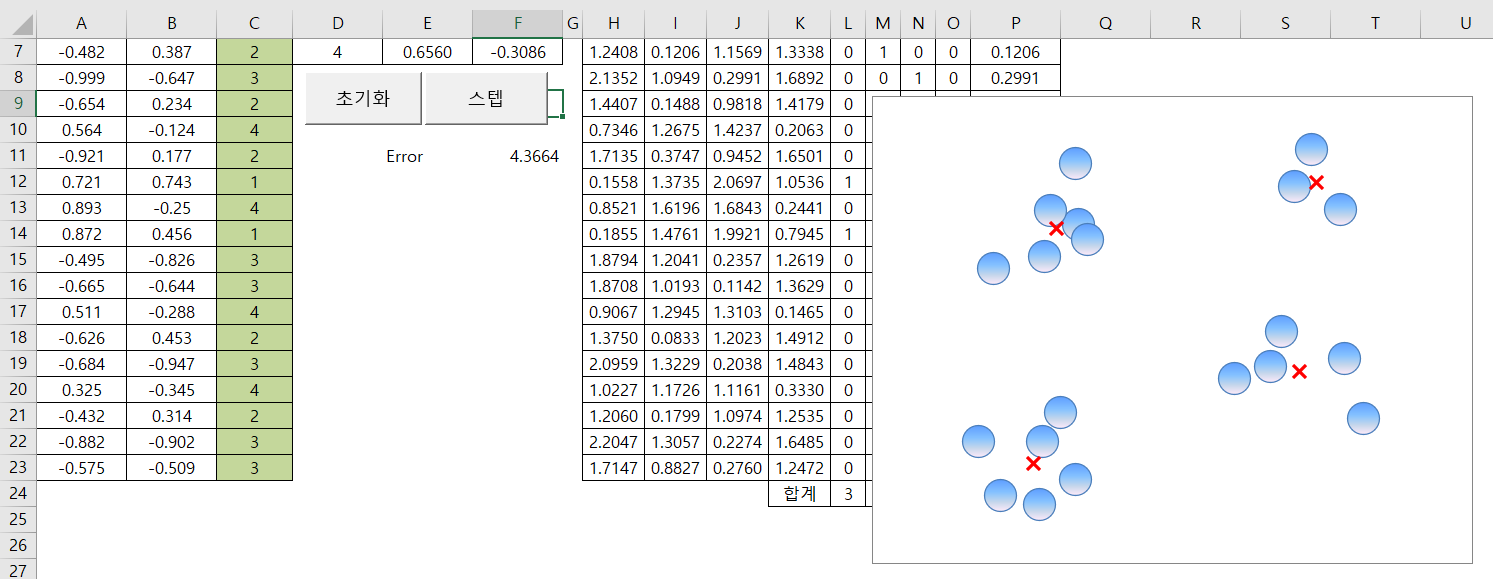 A B C D E F G H I J K L M N O P Q R S T U
7 -0.482 0.387 2 4 0.6560 -0.3086 1.2408 0.1206 1.1569 1.3338 0 1 0 0 0.1206
8 -0.999 -0.647 3 2.1352 1.0949 0.2991 1.6892 0 0 1 0 0.2991
초기화 스텝
9 -0.654 0.234 2 1.4407 0.1488 0.9818 1.4179 0
10 0.564 -0.124 4 0.7346 1.2675 1.4237 0.2063 0
11 -0.921 0.177 2 Error 4.3664 1.7135 0.3747 0.9452 1.6501 0
12 0.721 0.743 1 0.1558 1.3735 2.0697 1.0536 1
13 0.893 -0.25 4 0.8521 1.6196 1.6843 0.2441 0
14 0.872 0.456 1 0.1855 1.4761 1.9921 0.7945 1
15 -0.495 -0.826 3 1.8794 1.2041 0.2357 1.2619 0
16 -0.665 -0.644 3 1.8708 1.0193 0.1142 1.3629 0
17 0.511 -0.288 4 0.9067 1.2945 1.3103 0.1465 0
18 -0.626 0.453 2 1.3750 0.0833 1.2023 1.4912 0
19 -0.684 -0.947 3 2.0959 1.3229 0.2038 1.4843 0
20 0.325 -0.345 4 1.0227 1.1726 1.1161 0.3330 0
21 -0.432 0.314 2 1.2060 0.1799 1.0974 1.2535 0
22 -0.882 -0.902 3 2.2047 1.3057 0.2274 1.6485 0
23 -0.575 -0.509 3 1.7147 0.8827 0.2760 1.2472 0
24 합계 3
25
26
27